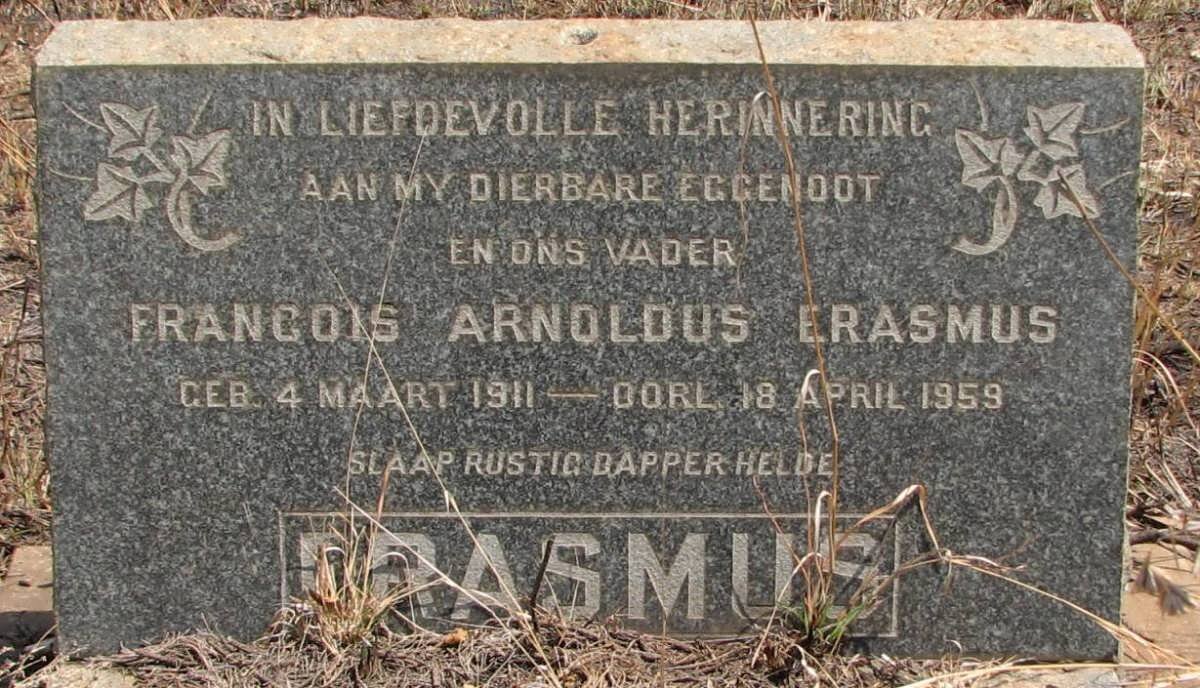 IN LIEFDEVOLLE HERINNERING
AAN MY DIERBARE EGGENOOT
EN ONS VADER
FRANCOIS ARNOLDUS ERASMUS
GEB. 4 MAART 1911 — OORL. 18 APRIL 1959
SLAAP RUSTIG DAPPER HELDE
ERASMUS